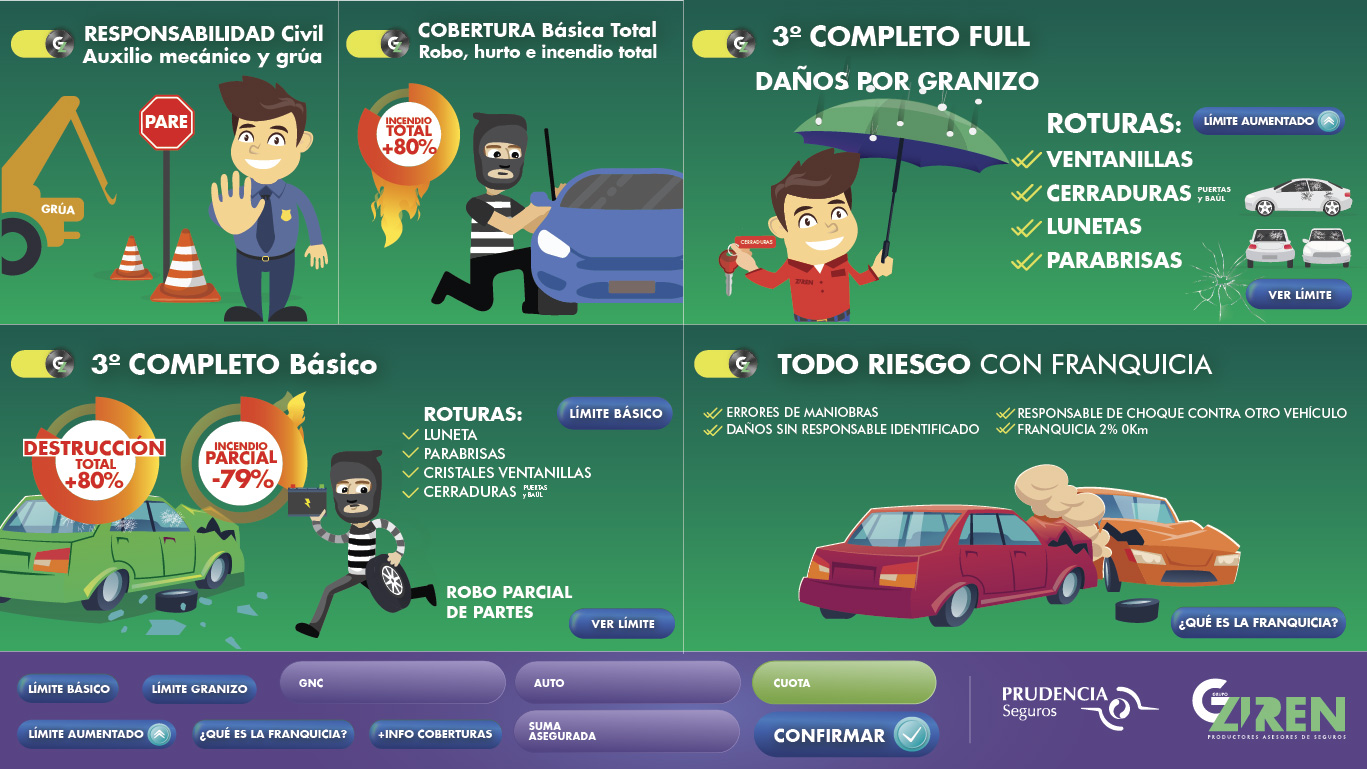 RESPONSABILIDAD Civil
Auxilio mecánico y grúa
PARE
GRÚA
COBERTURA Básica Total
Robo, hurto e incendio total
INCENDIO
TOTAL
+80%
3º COMPLETO FULL
DAÑOS POR GRANIZO
CERRADURAS
ZIREN
ROTURAS:
LÍMITE AUMENTADO
VENTANILLAS
CERRADURAS PUERTAS
y BAÚL
LUNETAS
PARABRISAS
VER LÍMITE
3º COMPLETO Básico
DESTRUCCIÓN
TOTAL
+80%
INCENDIO
PARCIAL
-79%
ROTURAS:
LÍMITE BÁSICO
LUNETA
PARABRISAS
CRISTALES VENTANILLAS
CERRADURAS PUERTAS
y BAÚL
ROBO PARCIAL
DE PARTES
VER LÍMITE
TODO RIESGO CON FRANQUICIA
ERRORES DE MANIOBRAS
DAÑOS SIN RESPONSABLE IDENTIFICADO
RESPONSABLE DE CHOQUE CONTRA OTRO VEHÍCULO
FRANQUICIA 2% 0Km
¿QUÉ ES LA FRANQUICIA?
LÍMITE BÁSICO
LÍMITE GRANIZO
GNC
AUTO
CUOTA
LÍMITE AUMENTADO
¿QUÉ ES LA FRANQUICIA?
+INFO COBERTURAS
SUMA
ASEGURADA
CONFIRMAR
PRUDENCIA
Seguros
GRUPO
GZIREN
PRODUCTORES ASESORES DE SEGUROS